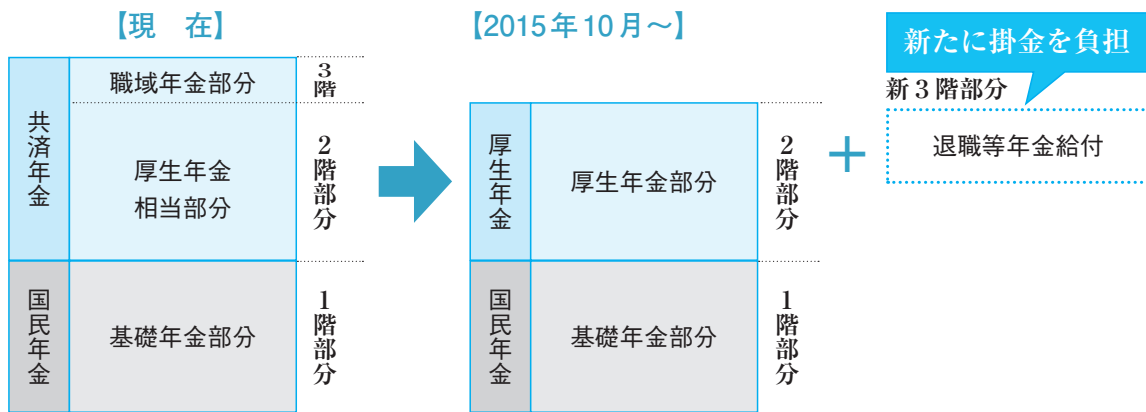 【現　在】
共済年金
職域年金部分
3階
厚生年金
相当部分
2階部分
国民年金
基礎年金部分
1階部分
【2015年10月～】
厚生年金
厚生年金部分
2階部分
国民年金
基礎年金部分
1階部分
＋
新たに掛金を負担
新3階部分
退職等年金給付